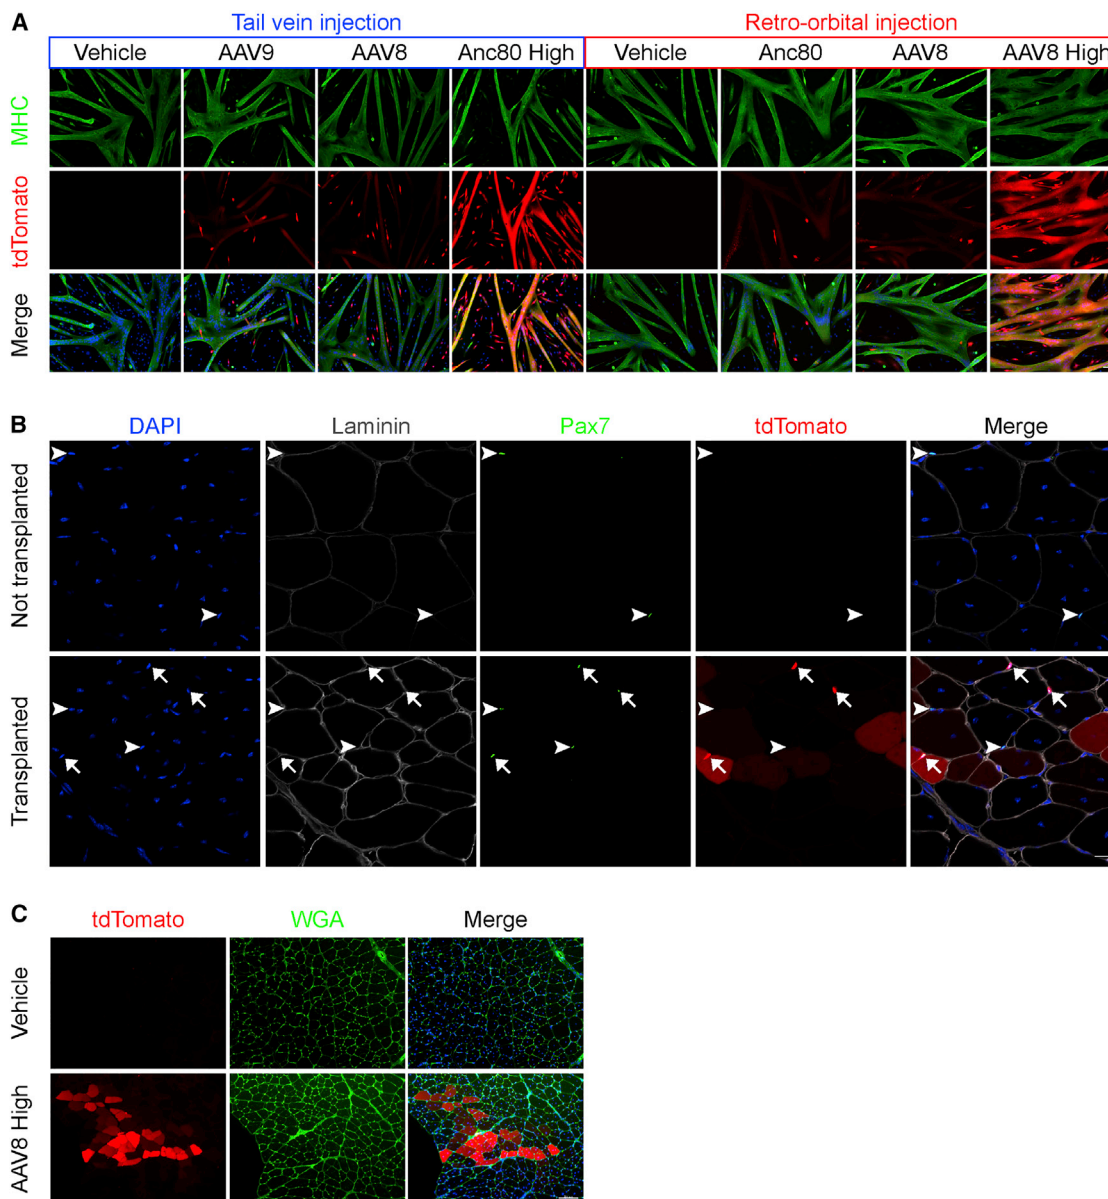 A
Tail vein injection Retro-orbital injection
Vehicle AAV9 AAV8 Anc80 High Vehicle Anc80 AAV8 AAV8 High
MHC
tdTomato
Merge
B
DAPI Laminin Pax7 tdTomato Merge
Not transplanted
Transplanted
C
tdTomato WGA Merge
Vehicle
AAV8 High